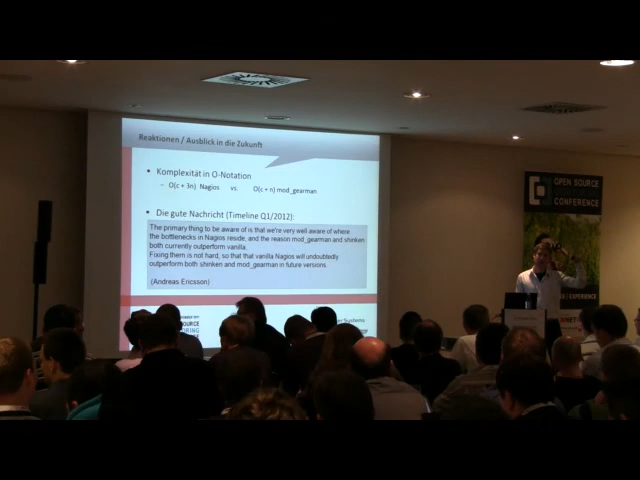 Reaktionen / Ausblick in die Zukunft
• Komplexität in O-Notation
– O(c + 3n) Nagios vs. O(c + n) mod_gearman
• Die gute Nachricht (Timeline Q1/2012):
The primary thing to be aware of is that we're very well aware of where
the bottlenecks in Nagios reside, and the reason mod_gearman and shinken
both currently outperform vanilla.
Fixing them is not hard, so that that vanilla Nagios will undoubtedly
outperform both shinken and mod_gearman in future versions.
(Andreas Ericsson)
OPEN SOURCE
CONFERENCE
EXPERIENCE